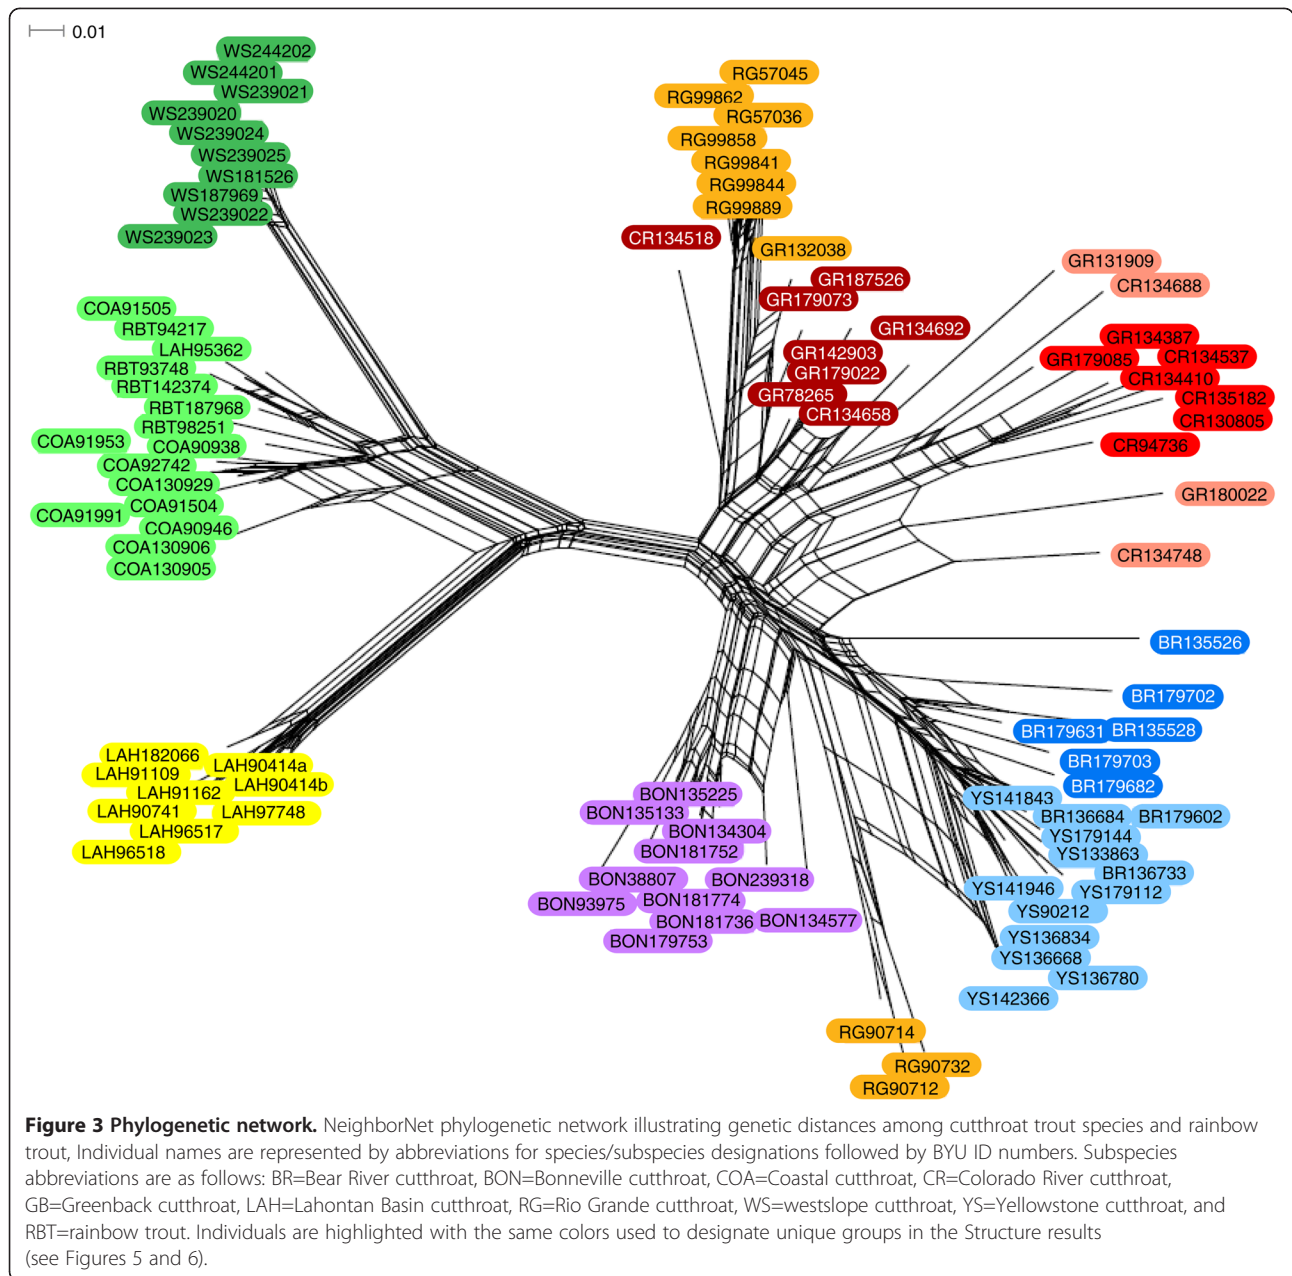 0.01
WS244202
WS244201
WS239021
WS239020
WS239024
WS239025
WS181526
WS187969
WS239022
WS239023
RG57045
RG99862
RG57036
RG99858
RG99841
RG99844
RG99889
CR134518
GR132038
GR187526
GR179073
GR134692
GR142903
GR179022
GR78265
CR134658
GR131909
CR134688
GR134387
GR179085
CR134537
CR134410
CR135182
CR130805
CR94736
GR180022
CR134748
COA91505
RBT94217
LAH95362
RBT93748
RBT142374
RBT187968
RBT98251
COA91953
COA90938
COA92742
COA130929
COA91504
COA91991
COA90946
COA130906
COA130905
BR135526
BR179702
BR179631
BR135528
BR179703
BR179682
YS141843
BR136684
BR179602
YS179144
YS133863
BR136733
YS141946
YS179112
YS90212
YS136834
YS136668
YS136780
YS142366
LAH182066
LAH90414a
LAH91109
LAH90414b
LAH91162
LAH90741
LAH97748
LAH96517
LAH96518
BON135225
BON135133
BON134304
BON181752
BON38807
BON239318
BON93975
BON181774
BON181736
BON134577
BON179753
RG90714
RG90732
RG90712
Figure 3 Phylogenetic network. NeighborNet phylogenetic network illustrating genetic distances among cutthroat trout species and rainbow
trout, Individual names are represented by abbreviations for species/subspecies designations followed by BYU ID numbers. Subspecies
abbreviations are as follows: BR=Bear River cutthroat, BON=Bonneville cutthroat, COA=Coastal cutthroat, CR=Colorado River cutthroat,
GB=Greenback cutthroat, LAH=Lahontan Basin cutthroat, RG=Rio Grande cutthroat, WS=westslope cutthroat, YS=Yellowstone cutthroat, and
RBT=rainbow trout. Individuals are highlighted with the same colors used to designate unique groups in the Structure results
(see Figures 5 and 6).